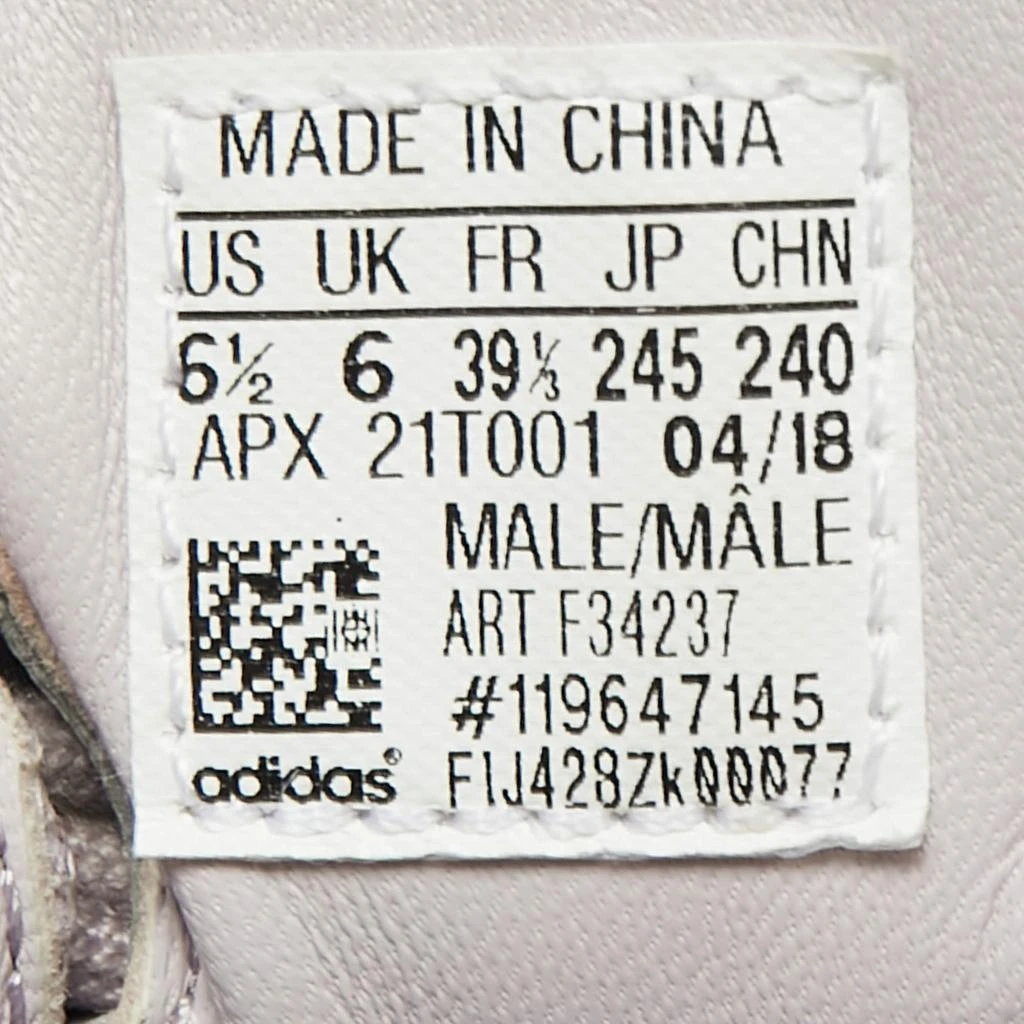 MADE IN CHINA
US UK FR JP CHN
6½ 6 39⅓ 245 240
APX 21T001 04/18
MALE/MÂLE
ART F34237
#119647145
adidas® FIJ428Zk00077